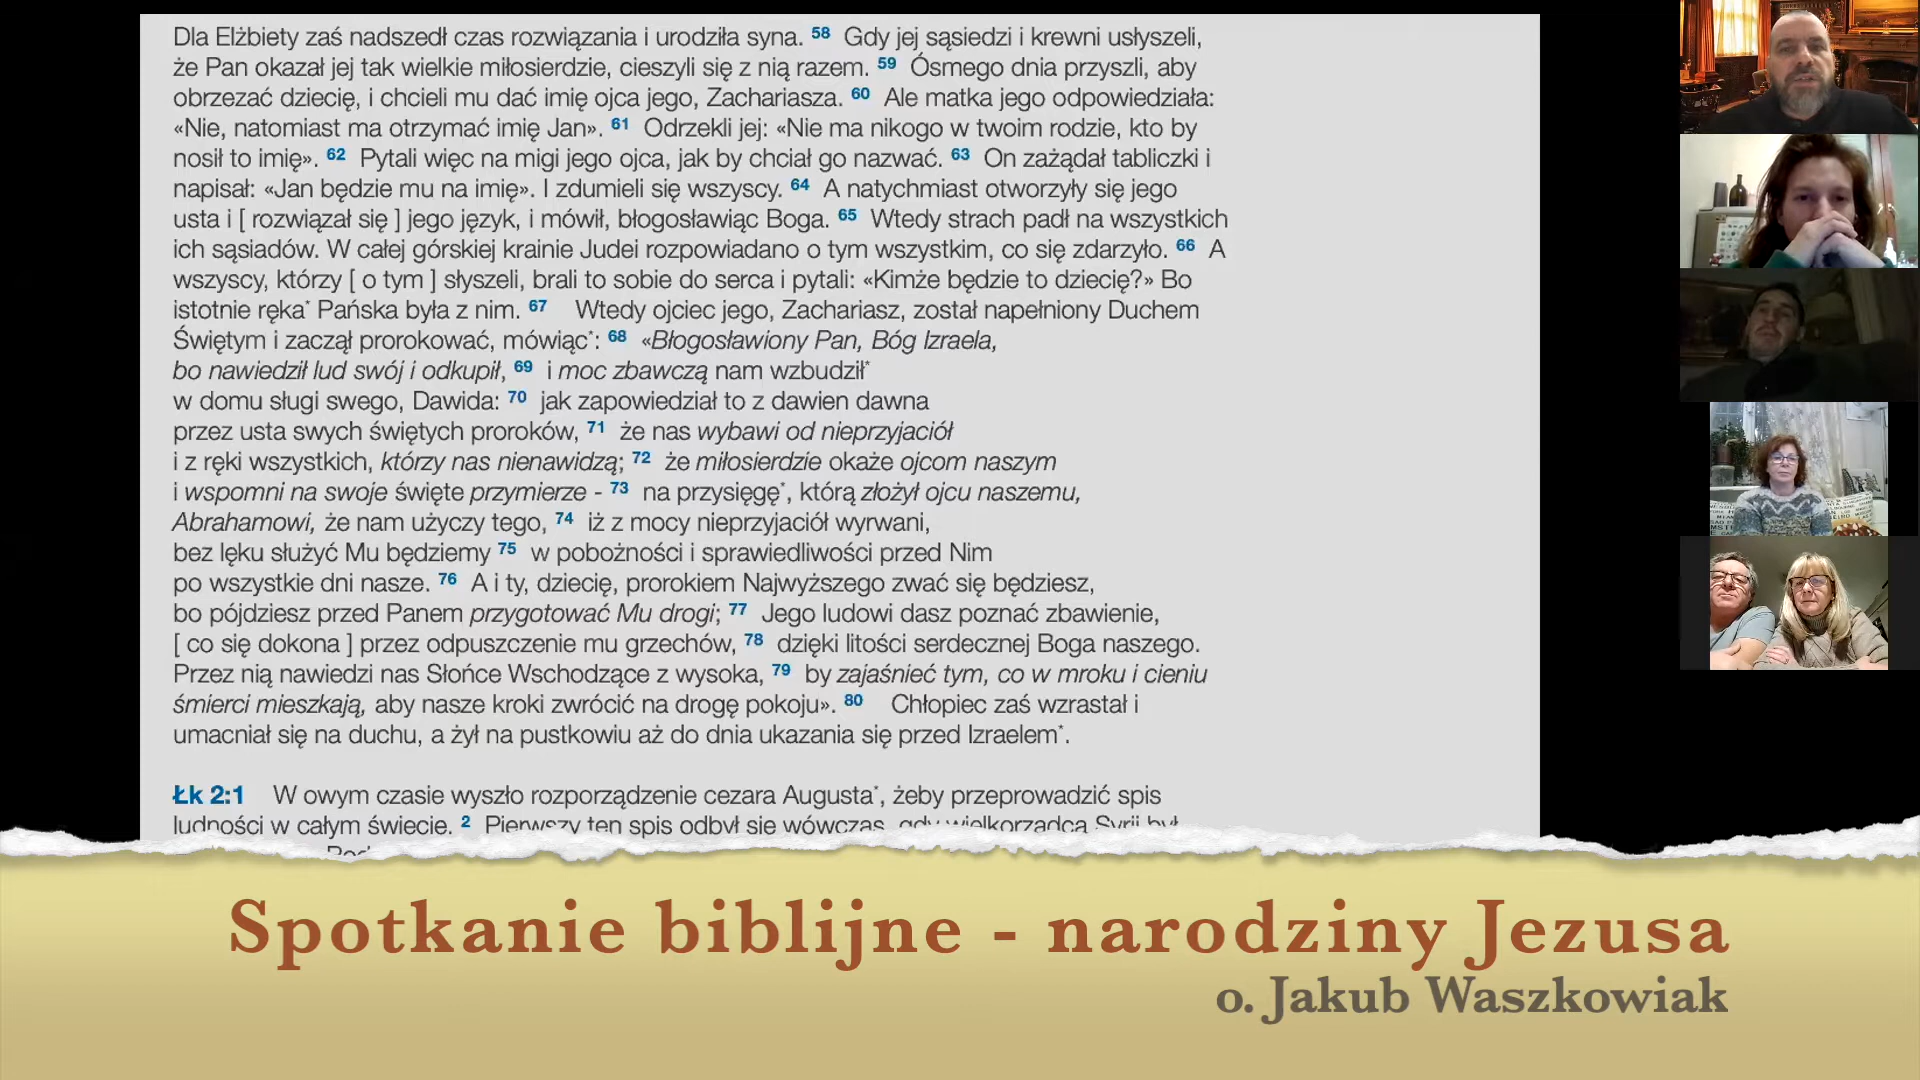 Dla Elżbiety zaś nadszedł czas rozwiązania i urodziła syna. 58 Gdy jej sąsiedzi i krewni usłyszeli,
że Pan okazał jej tak wielkie miłosierdzie, cieszyli się z nią razem. 59 Ósmego dnia przyszli, aby
obrzezać dziecię, i chcieli mu dać imię ojca jego, Zachariasza. 60 Ale matka jego odpowiedziała:
«Nie, natomiast ma otrzymać imię Jan». 61 Odrzekli jej: «Nie ma nikogo w twoim rodzie, kto by
nosił to imię». 62 Pytali więc na migi jego ojca, jak by chciał go nazwać. 63 On zażądał tabliczki i
napisał: «Jan będzie mu na imię». I zdumieli się wszyscy. 64 A natychmiast otworzyły się jego
usta i [ rozwiązał się ] jego język, i mówił, błogosławiąc Boga. 65 Wtedy strach padł na wszystkich
ich sąsiadów. W całej górskiej krainie Judei rozpowiadano o tym wszystkim, co się zdarzyło. 66 A
wszyscy, którzy [ o tym ] słyszeli, brali to sobie do serca i pytali: «Kimże będzie to dziecię?» Bo
istotnie ręka* Pańska była z nim. 67 Wtedy ojciec jego, Zachariasz, został napełniony Duchem
Świętym i zaczął prorokować, mówiąc*: 68 «Błogosławiony Pan, Bóg Izraela,
bo nawiedził lud swój i odkupił, 69 i moc zbawczą nam wzbudził*
w domu sługi swego, Dawida: 70 jak zapowiedział to z dawien dawna
przez usta swych świętych proroków, 71 że nas wybawi od nieprzyjaciół
i z ręki wszystkich, którzy nas nienawidzą; 72 że miłosierdzie okaże ojcom naszym
i wspomni na swoje święte przymierze - 73 na przysięgę*, którą złożył ojcu naszemu,
Abrahamowi, że nam użyczy tego, 74 iż z mocy nieprzyjaciół wyrwani,
bez lęku służyć Mu będziemy 75 w pobożności i sprawiedliwości przed Nim
po wszystkie dni nasze. 76 A i ty, dziecię, prorokiem Najwyższego zwać się będziesz,
bo pójdziesz przed Panem przygotować Mu drogi; 77 Jego ludowi dasz poznać zbawienie,
[ co się dokona ] przez odpuszczenie mu grzechów, 78 dzięki litości serdecznej Boga naszego.
Przez nią nawiedzi nas Słońce Wschodzące z wysoka, 79 by zajaśnieć tym, co w mroku i cieniu
śmierci mieszkają, aby nasze kroki zwrócić na drogę pokoju». 80 Chłopiec zaś wzrastał i
umacniał się na duchu, a żył na pustkowiu aż do dnia ukazania się przed Izraelem*.
Łk 2:1 W owym czasie wyszło rozporządzenie cezara Augusta*, żeby przeprowadzić spis
ludności w całym świecie. 2 Pierwszy ten spis odbył się wówczas, gdy wielkorządcą Syrii był
Spotkanie biblijne - narodziny Jezusa
o. Jakub Waszkowiak